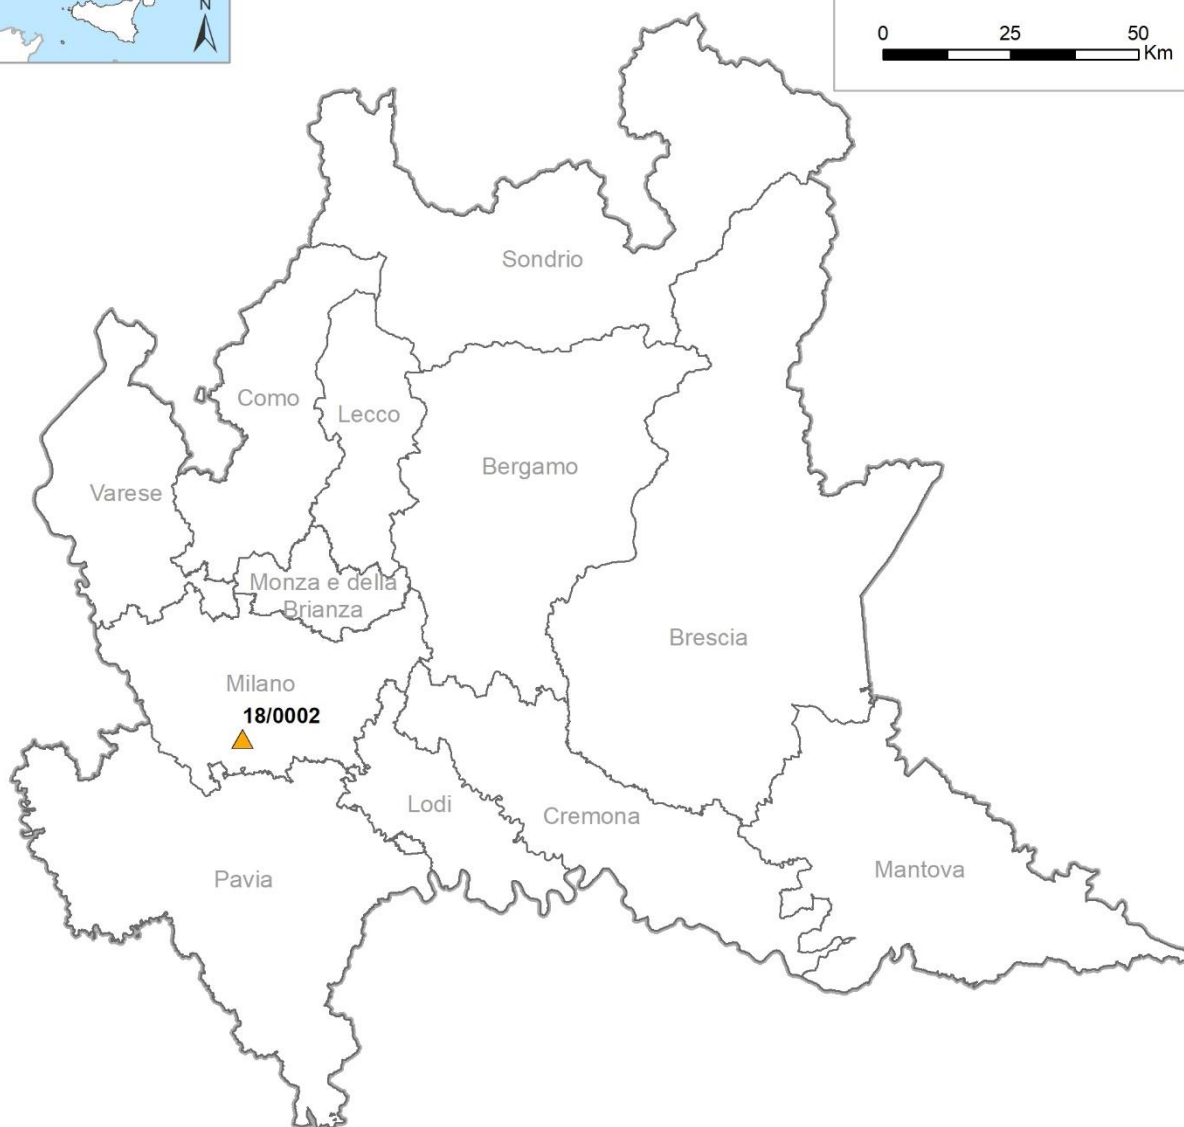 N
0 25 50
Km
Sondrio
Como
Lecco
Bergamo
Varese
Monza e della
Brianza
Brescia
Milano
18/0002
Lodi
Cremona
Pavia
Mantova